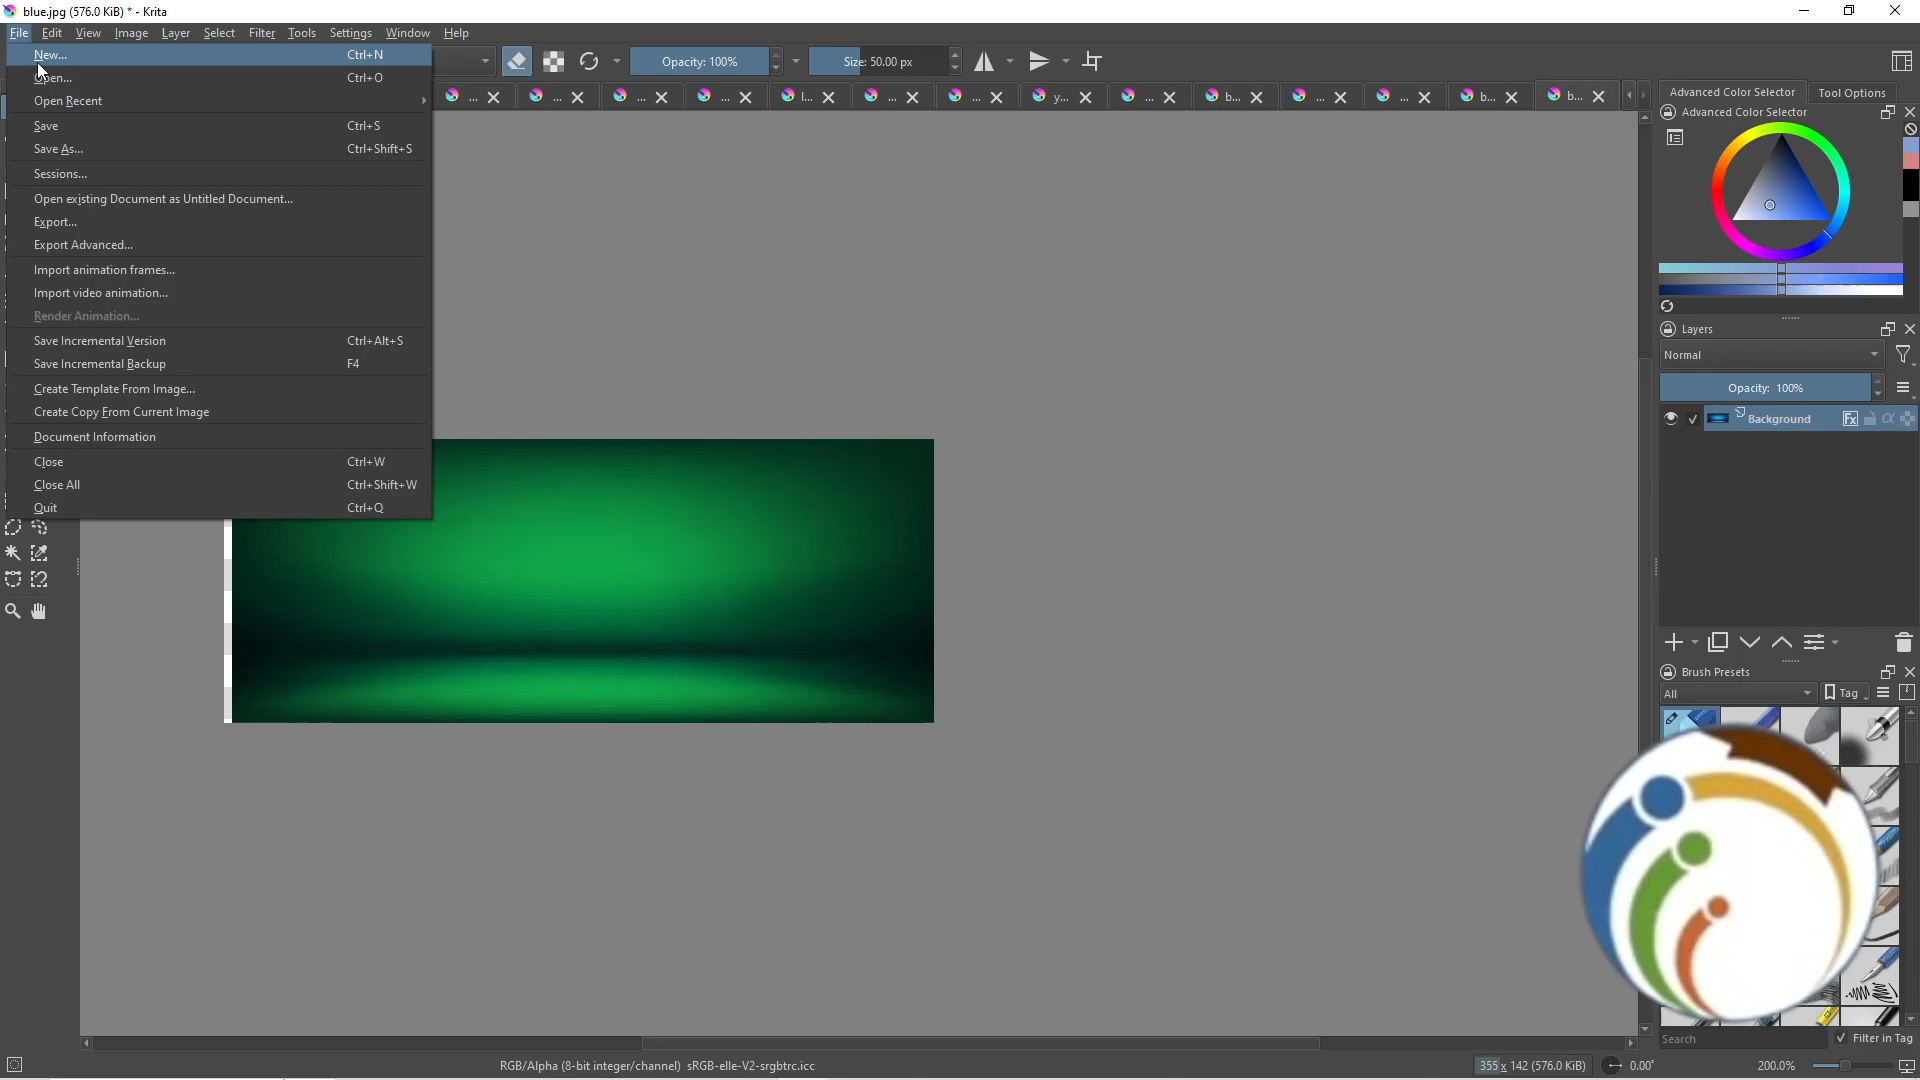 blue.jpg (576.0 KiB) * - Krita
File Edit View Image Layer Select Filter Tools Settings Window Help
New... Ctrl+N
Open... Ctrl+O
Open Recent
Save Ctrl+S
Save As... Ctrl+Shift+S
Sessions...
Open existing Document as Untitled Document...
Export...
Export Advanced...
Import animation frames...
Import video animation...
Render Animation...
Save Incremental Version Ctrl+Alt+S
Save Incremental Backup F4
Create Template From Image...
Create Copy From Current Image
Document Information
Close Ctrl+W
Close All Ctrl+Shift+W
Quit Ctrl+Q
Opacity: 100% Size: 50.00 px
... ... ... ... l... ... ... y... ... b... ... ... b... b...
Advanced Color Selector Tool Options
Advanced Color Selector
Layers
Normal
Opacity: 100%
Background Fx
Brush Presets
All Tag
Search Filter in Tag
RGB/Alpha (8-bit integer/channel) sRGB-elle-V2-srgbtrc.icc 355 x 142 (576.0 KiB) 0.00° 200.0%